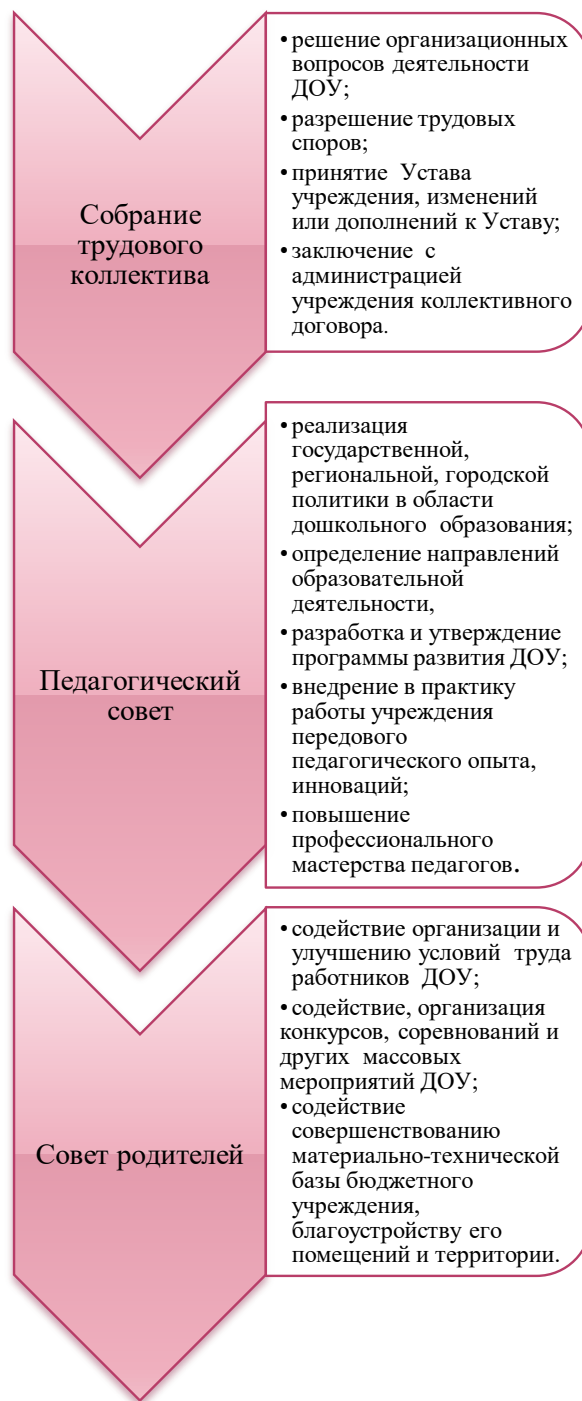 Собрание
трудового
коллектива
• решение организационных
вопросов деятельности
ДОУ;
• разрешение трудовых
споров;
• принятие Устава
учреждения, изменений
или дополнений к Уставу;
• заключение с
администрацией
учреждения коллективного
договора.
Педагогический
совет
• реализация
государственной,
региональной, городской
политики в области
дошкольного образования;
• определение направлений
образовательной
деятельности,
• разработка и утверждение
программы развития ДОУ;
• внедрение в практику
работы учреждения
передового
педагогического опыта,
инноваций;
• повышение
профессионального
мастерства педагогов.
Совет родителей
• содействие организации и
улучшению условий труда
работников ДОУ;
• содействие, организация
конкурсов, соревнований и
других массовых
мероприятий ДОУ;
• содействие
совершенствованию
материально-технической
базы бюджетного
учреждения,
благоустройству его
помещений и территории.